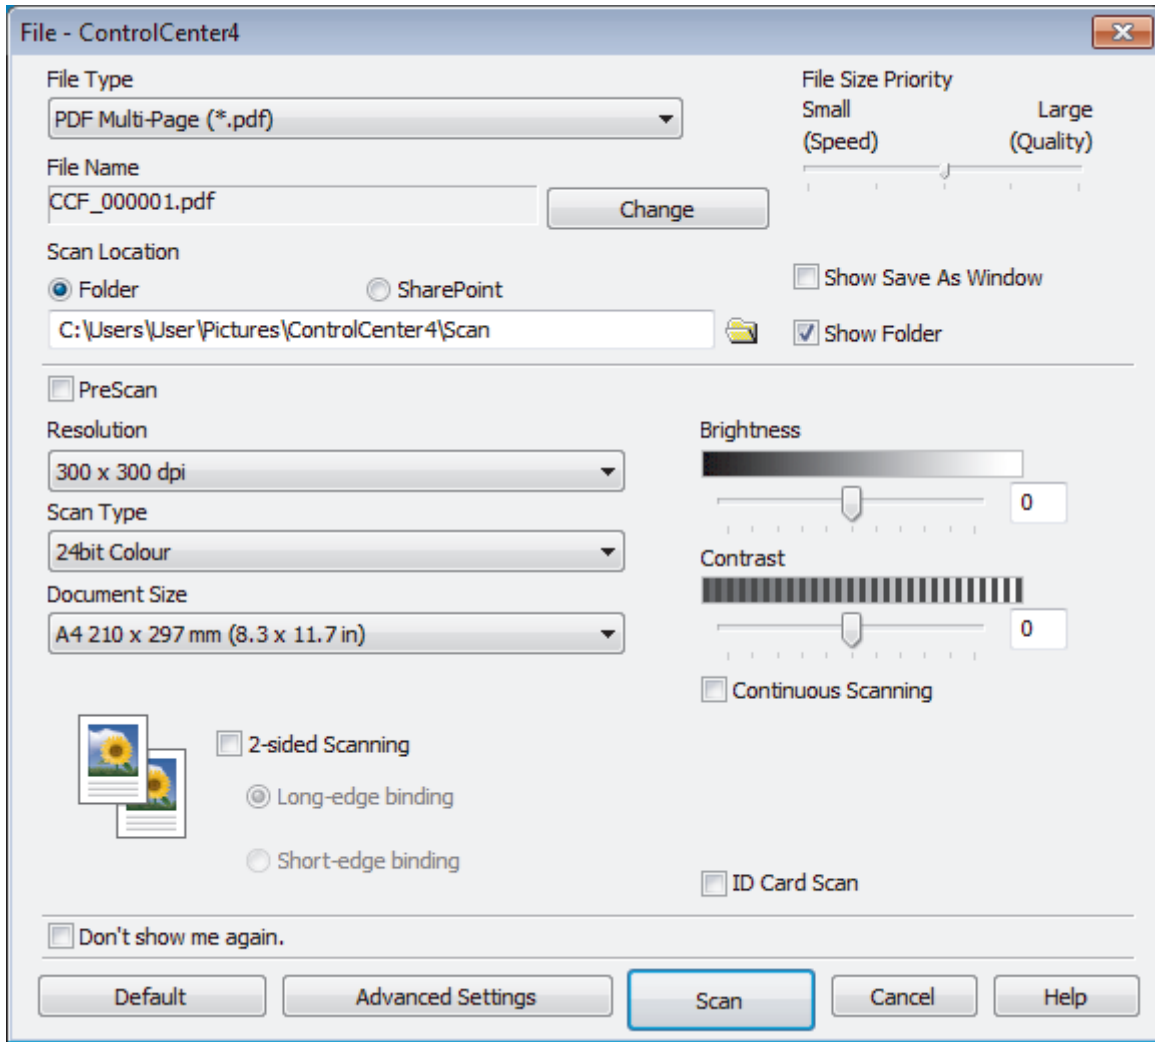 File - ControlCenter4
File Type
PDF Multi-Page (*.pdf)
File Size Priority
Small Large
(Speed) (Quality)
File Name
CCF_000001.pdf
Change
Scan Location
Folder SharePoint
C:\Users\User\Pictures\ControlCenter4\Scan
Show Save As Window
Show Folder
PreScan
Resolution
300 x 300 dpi
Scan Type
24bit Colour
Document Size
A4 210 x 297 mm (8.3 x 11.7 in)
Brightness
0
Contrast
0
Continuous Scanning
2-sided Scanning
Long-edge binding
Short-edge binding
ID Card Scan
Don't show me again.
Default Advanced Settings Scan Cancel Help